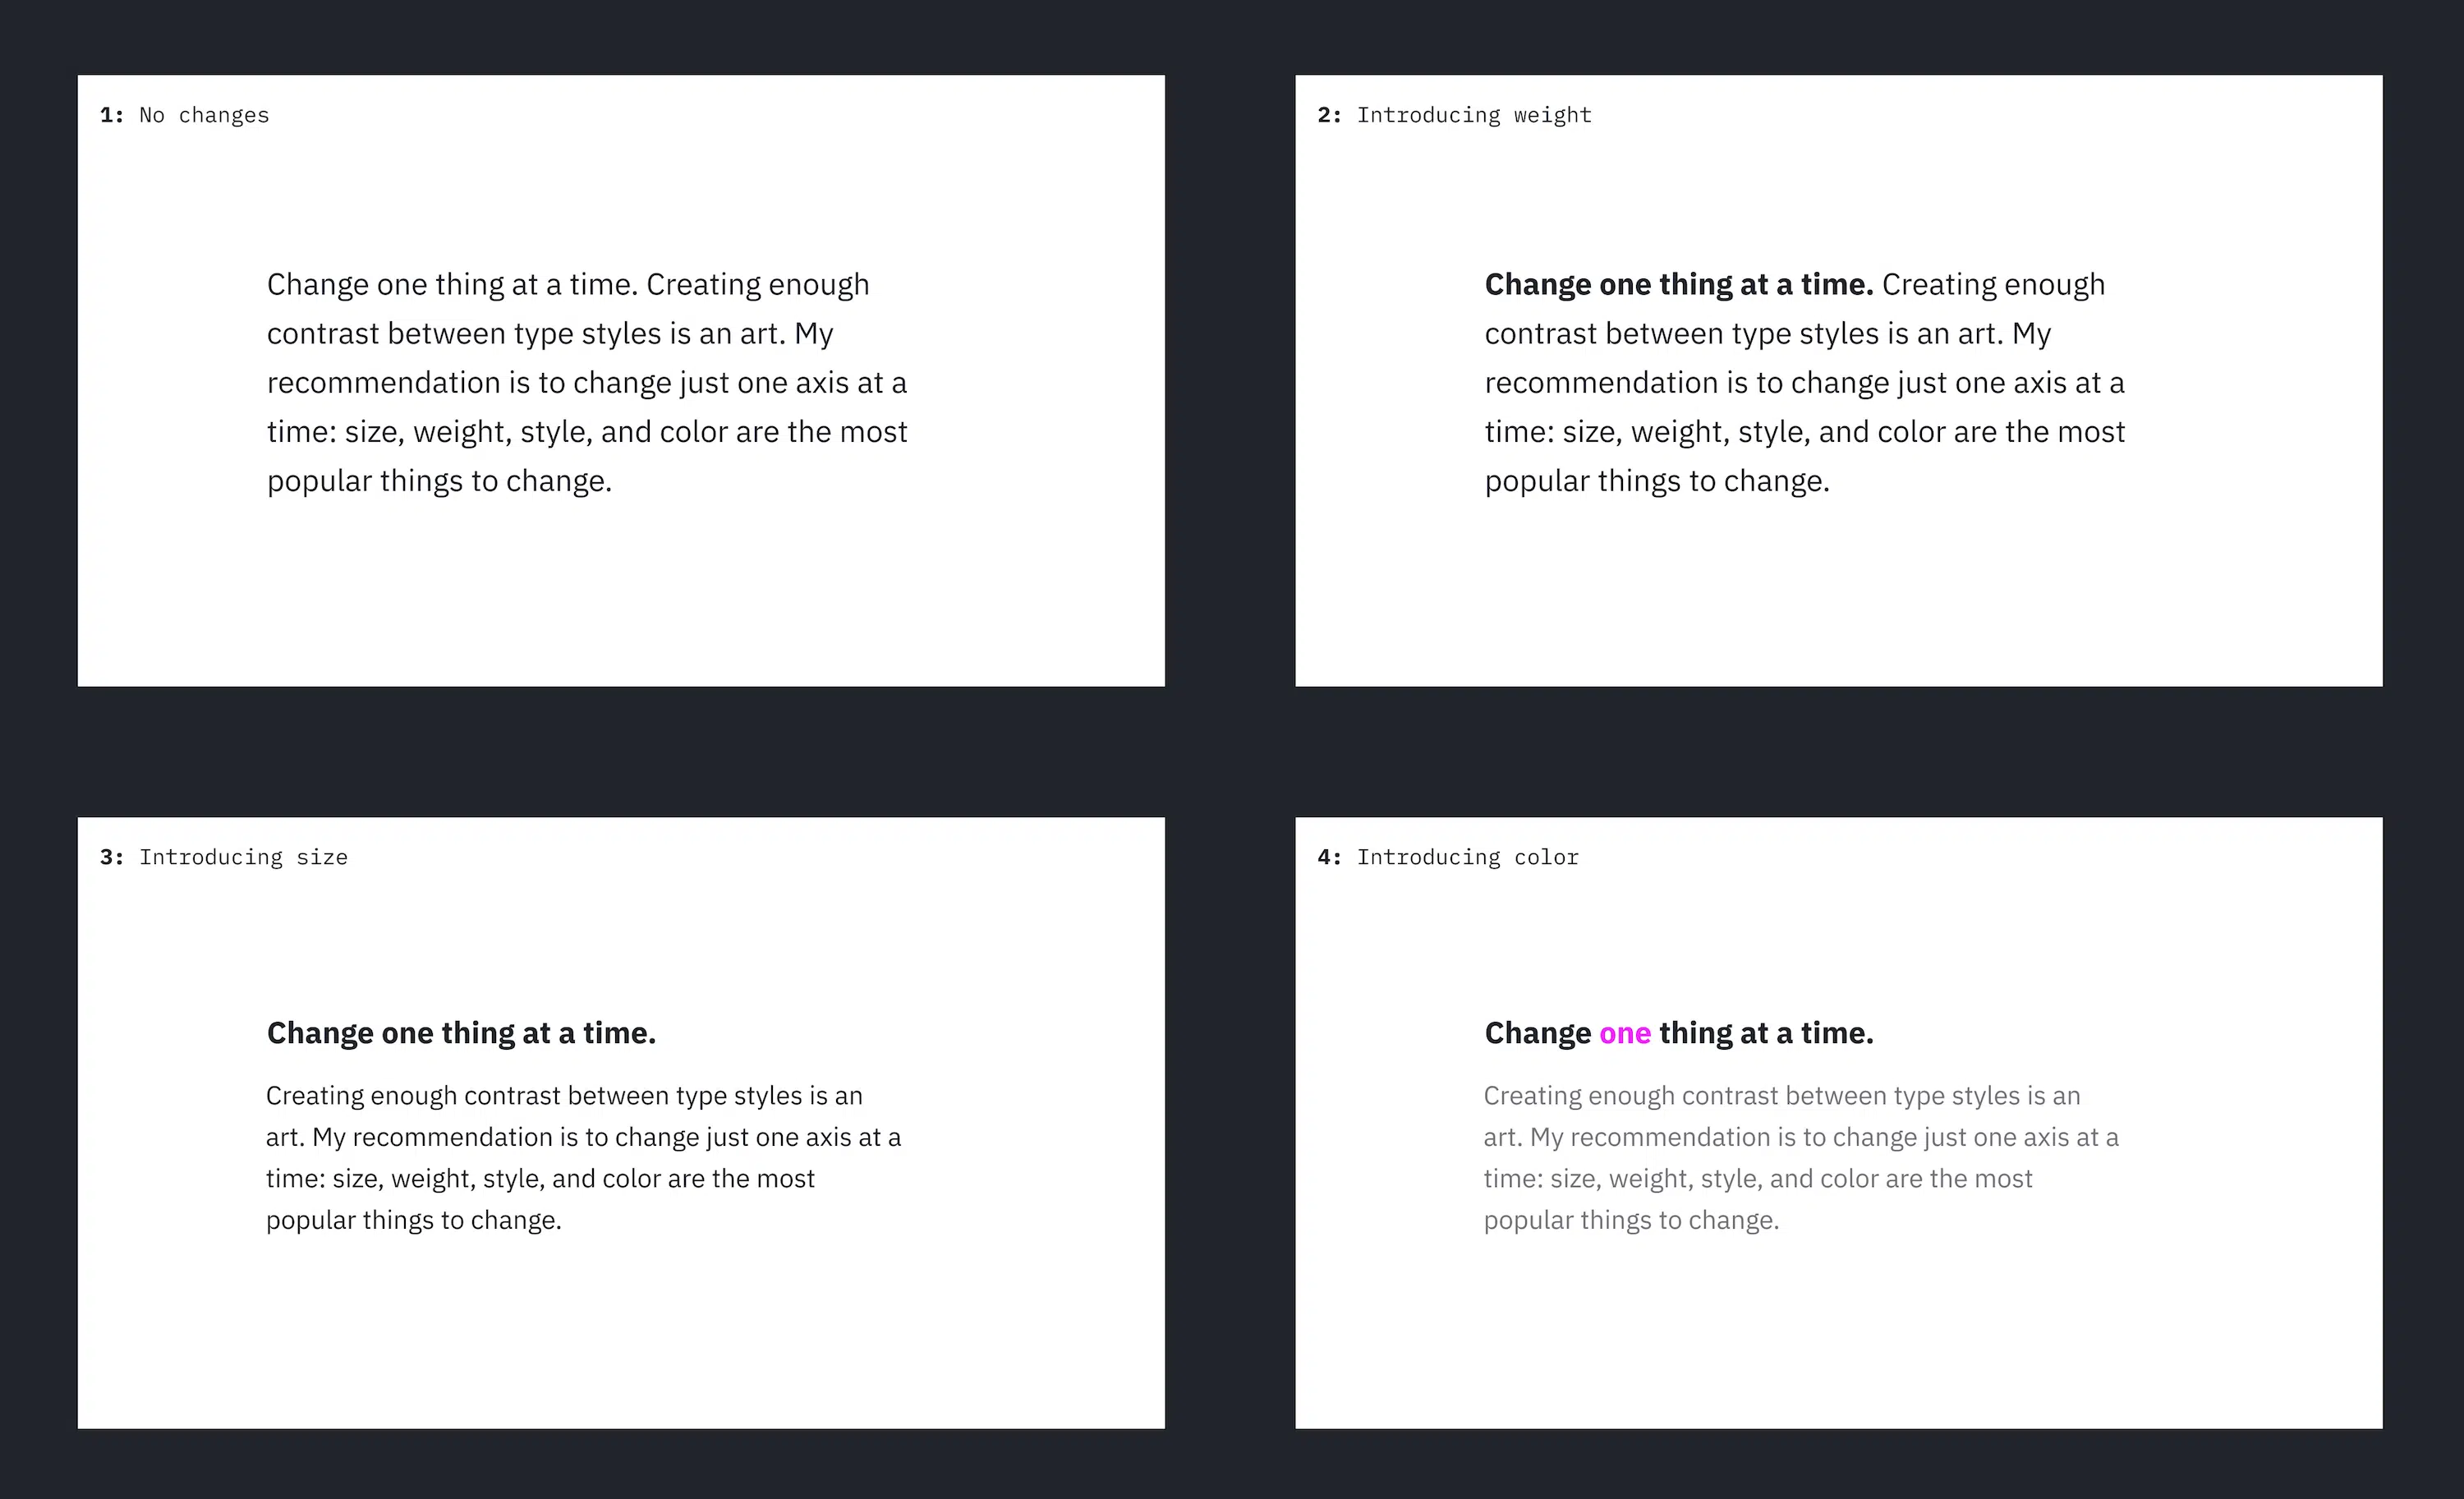 1: No changes
Change one thing at a time. Creating enough
contrast between type styles is an art. My
recommendation is to change just one axis at a
time: size, weight, style, and color are the most
popular things to change.
2: Introducing weight
Change one thing at a time. Creating enough
contrast between type styles is an art. My
recommendation is to change just one axis at a
time: size, weight, style, and color are the most
popular things to change.
3: Introducing size
Change one thing at a time.
Creating enough contrast between type styles is an
art. My recommendation is to change just one axis at a
time: size, weight, style, and color are the most
popular things to change.
4: Introducing color
Change one thing at a time.
Creating enough contrast between type styles is an
art. My recommendation is to change just one axis at a
time: size, weight, style, and color are the most
popular things to change.